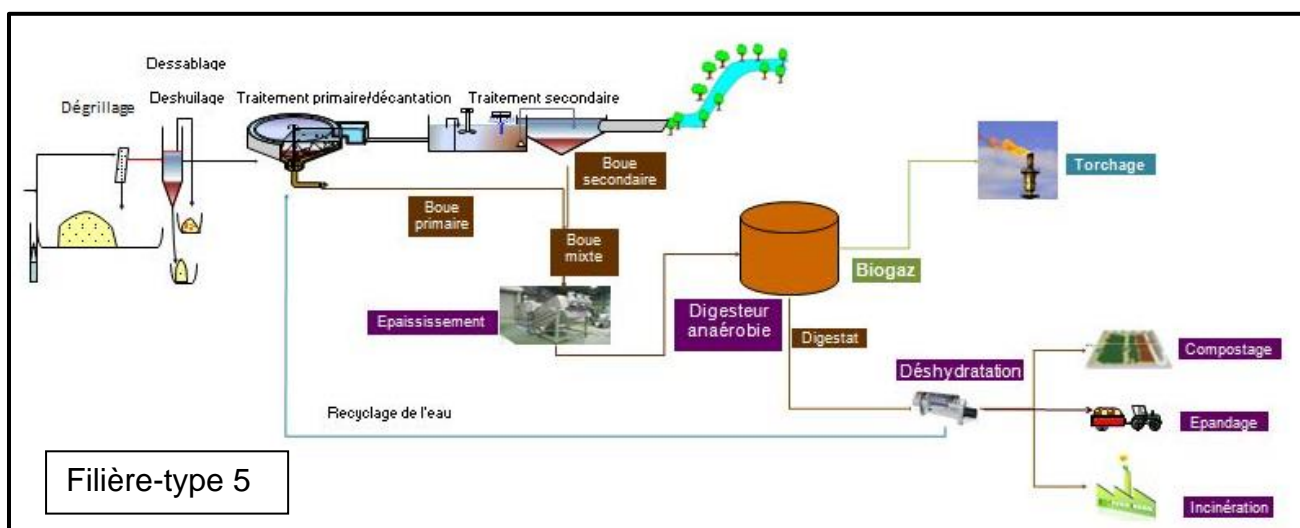 Dessablage
Dégrillage
Deshuilage
Traitement primaire/décantation
Traitement secondaire
Boue
secondaire
Torchage
Boue
primaire
Boue
mixte
Biogaz
Epaississement
Digesteur
anaérobie
Digestat
Compostage
Déshydratation
Recyclage de l'eau
Epandage
Filière-type 5
Incinération